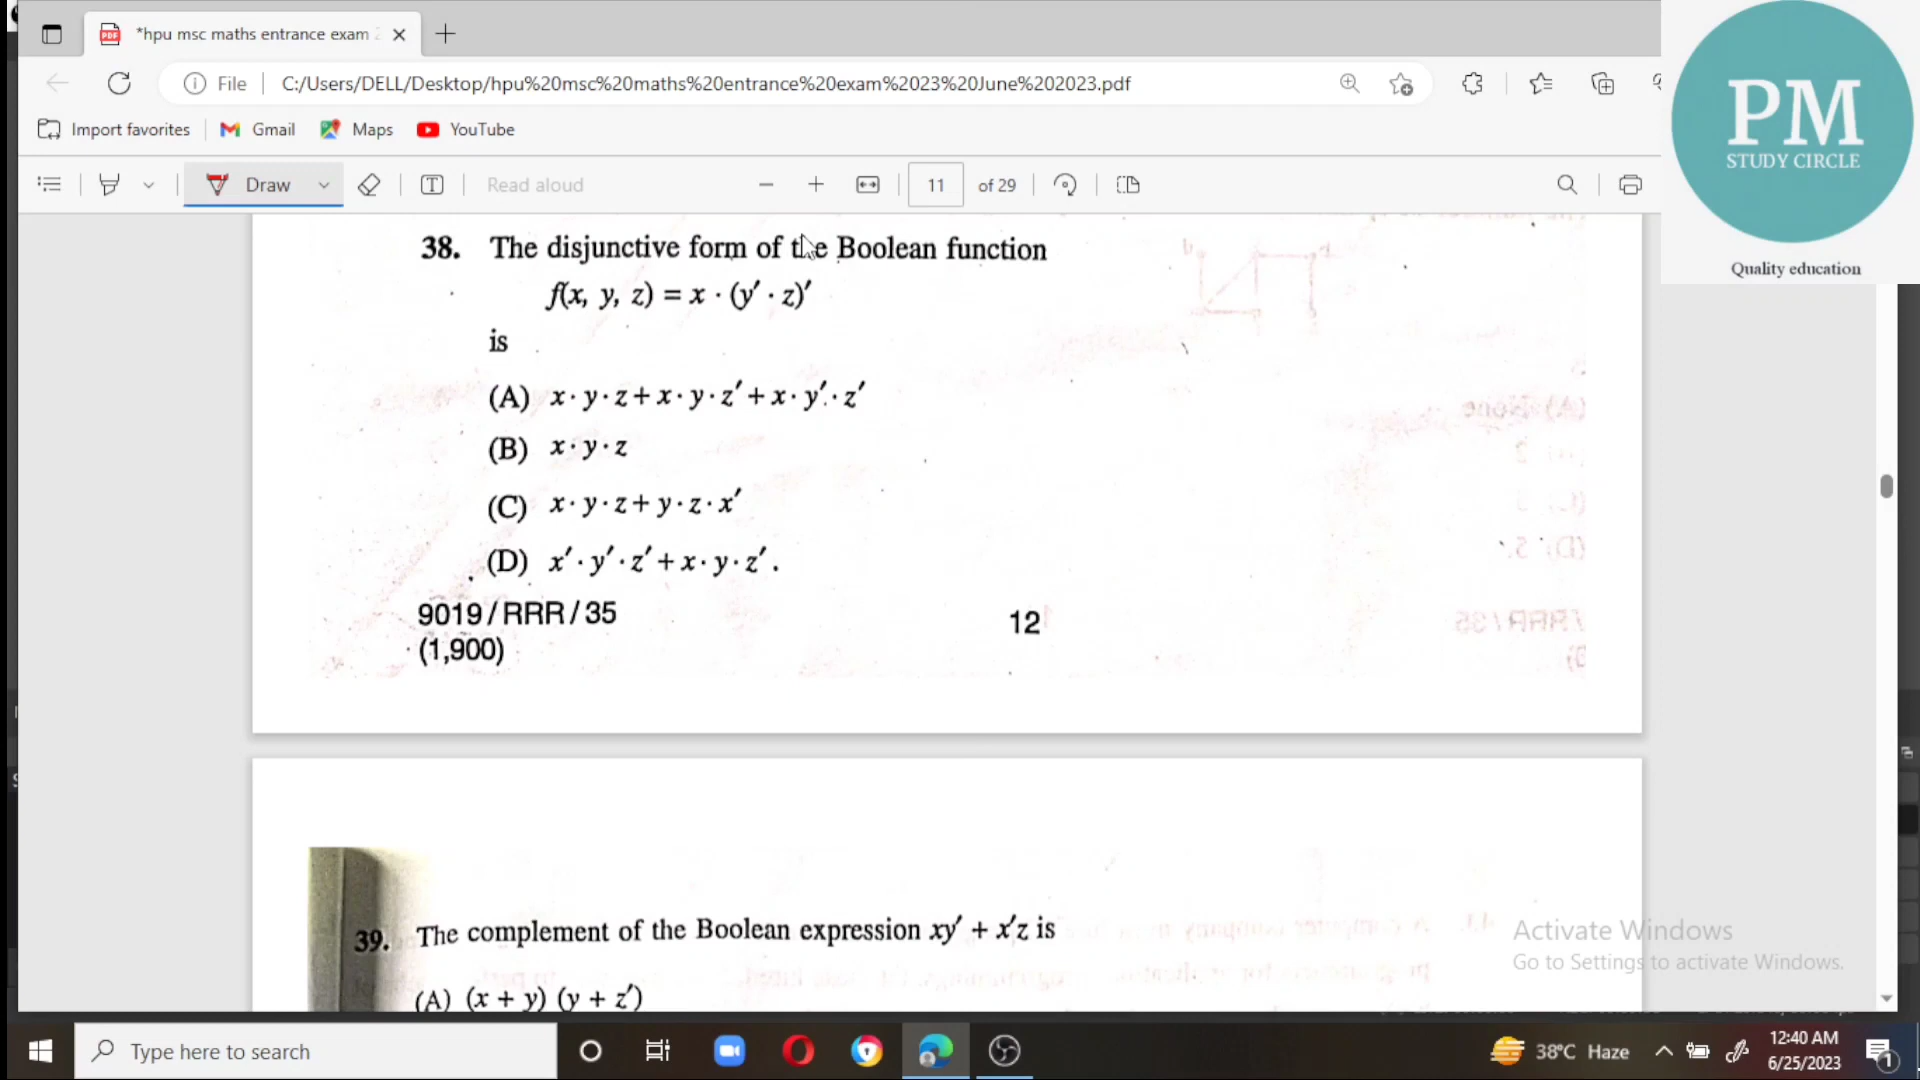 *hpu msc maths entrance exam 2
PM
STUDY CIRCLE
Quality education
File
C:/Users/DELL/Desktop/hpu%20msc%20maths%20entrance%20exam%2023%20June%202023.pdf
Import favorites
Gmail
Maps
YouTube
Draw
Read aloud
11
of 29
38. The disjunctive form of the Boolean function
f(x, y, z) = x · (y′ · z)′
is
(A) x · y · z + x · y · z′ + x · y′ · z′
(B) x · y · z
(C) x · y · z + y · z · x′
(D) x′ · y′ · z′ + x · y · z′.
9019 / RRR / 35
12
(1,900)
39. The complement of the Boolean expression xy′ + x′z is
(A) (x + y) (y + z′)
Activate Windows
Go to Settings to activate Windows.
Type here to search
38°C Haze
12:40 AM
6/25/2023
1